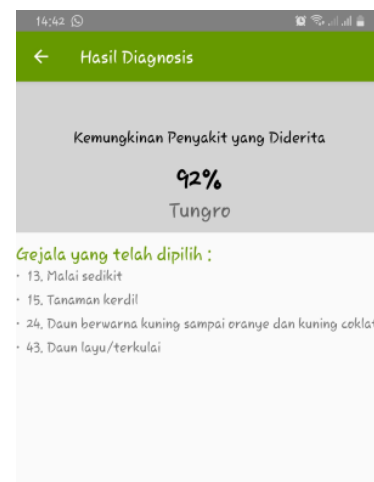 14;42
Hasil Diagnosis
Kemungkinan Penyakit yang Diderita
92%
Tungro
Gejala yang telah dipilih :
• 13. Malai sedikit
• 15. Tanaman kerdil
• 24. Daun berwarna kuning sampai oranye dan kuning coklat
• 43. Daun layu/terkulai